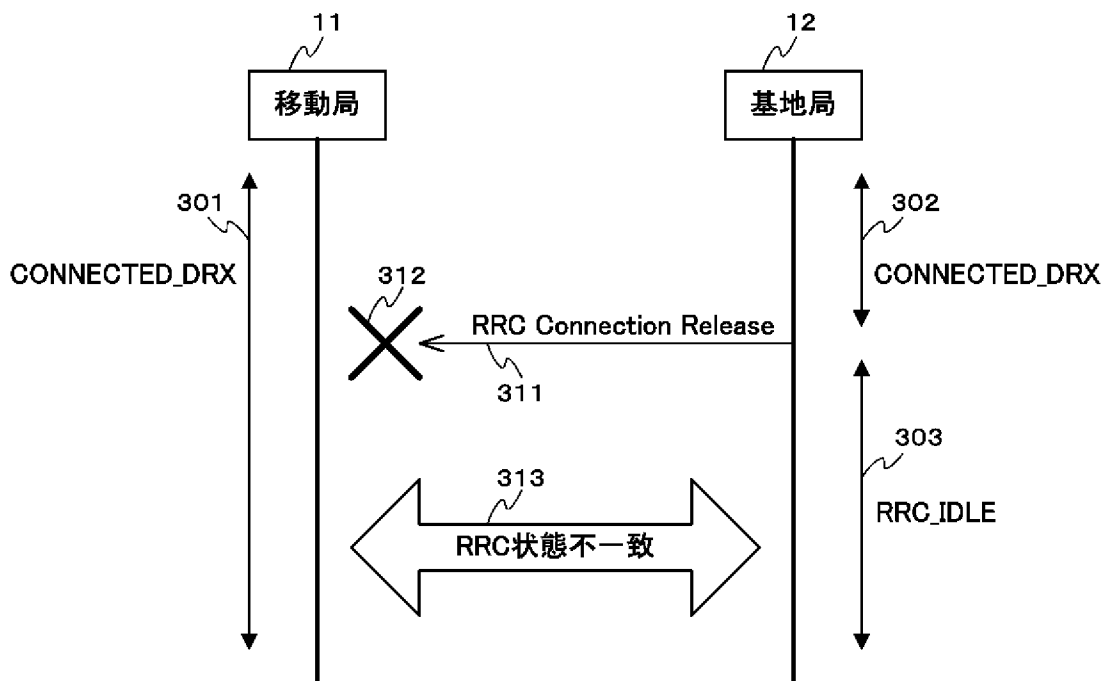 11
12
移動局
基地局
301
302
CONNECTED_DRX
312
CONNECTED_DRX
RRC Connection Release
311
303
313
RRC_IDLE
RRC状態不一致